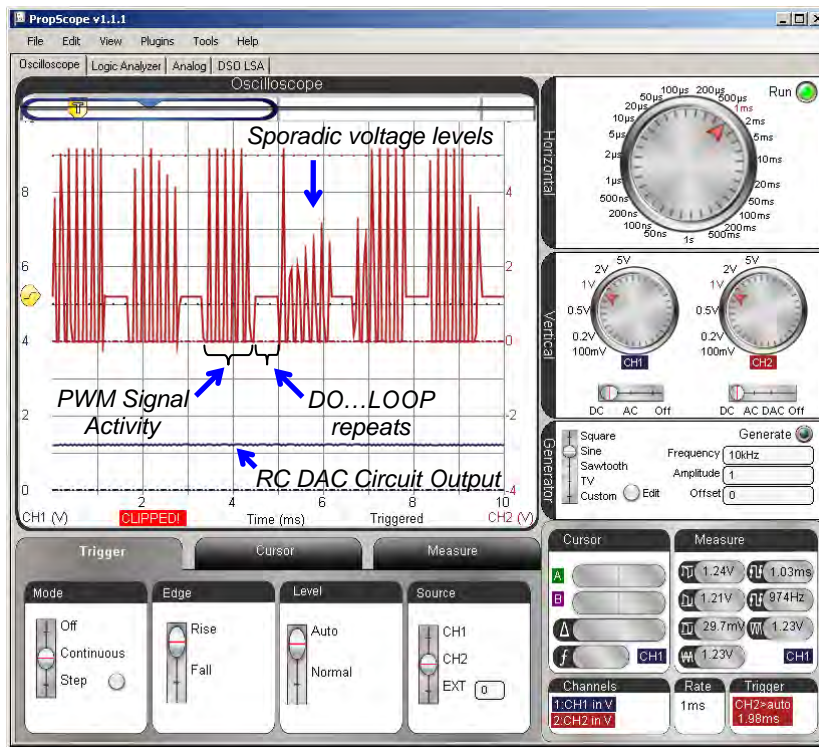 PropScope v1.1.1
File Edit View Plugins Tools Help
Oscilloscope Logic Analyzer Analog DSO LSA
Oscilloscope
T
Sporadic voltage levels
8
6
4
2
0
4
2
0
-2
-4
PWM Signal Activity
DO...LOOP repeats
RC DAC Circuit Output
2 4 6 8 10
CH1 (V) CLIPPED! Time (ms) Triggered CH2 (V)
Horizontal
Run
1µs 2µs 5µs 10µs 20µs 50µs 100µs 200µs 500µs 1ms 2ms 5ms 10ms 20ms 50ms 100ms 200ms 500ms 1s
500ns 200ns 100ns 50ns
Vertical
100mV 0.2V 0.5V 1V 2V 5V
CH1
DC AC Off
100mV 0.2V 0.5V 1V 2V 5V
CH2
DC AC DAC Off
Generator
Square
Sine
Sawtooth
TV
Custom Edit
Generate
Frequency 10kHz
Amplitude 1
Offset 0
Trigger Cursor Measure
Mode
Off
Continuous
Step
Edge
Rise
Fall
Level
Auto
Normal
Source
CH1
CH2
EXT 0
Cursor
A
B
Δ
f CH1
Measure
1.24V 1.03ms
1.21V 974Hz
29.7mV 1.23V
1.23V CH1
Channels
1:CH1 in V
2:CH2 in V
Rate
1ms
Trigger
CH2>auto
1.98ms